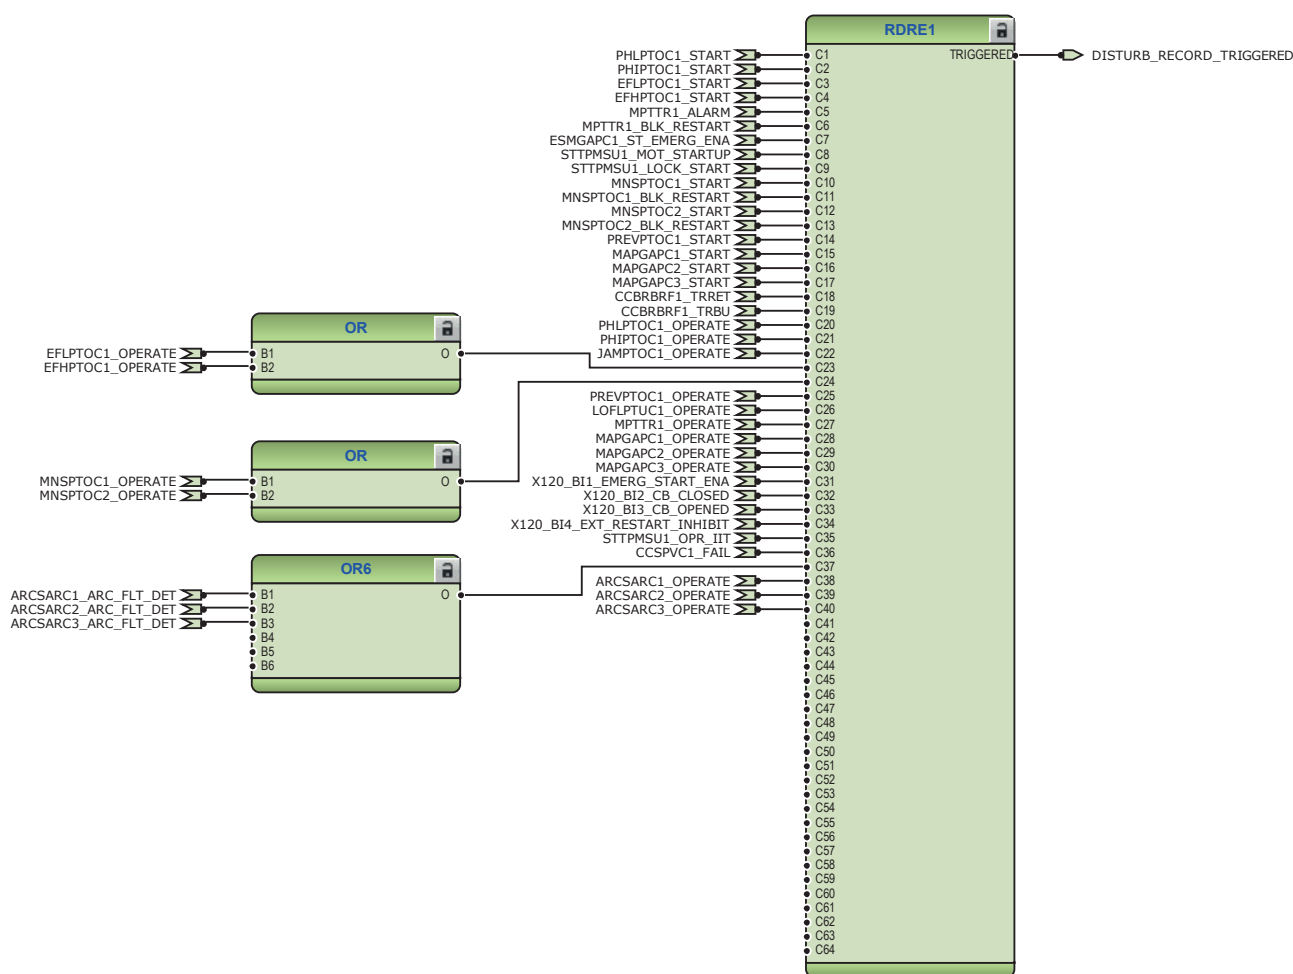 RDRE1
PHLPTOC1_START C1 TRIGGERED DISTURB_RECORD_TRIGGERED
PHIPTOC1_START C2
EFLPTOC1_START C3
EFHPTOC1_START C4
MPTTR1_ALARM C5
MPTTR1_BLK_RESTART C6
ESMGAPC1_ST_EMERG_ENA C7
STTPMSU1_MOT_STARTUP C8
STTPMSU1_LOCK_START C9
MNSPTOC1_START C10
MNSPTOC1_BLK_RESTART C11
MNSPTOC2_START C12
MNSPTOC2_BLK_RESTART C13
PREVPTOC1_START C14
MAPGAPC1_START C15
MAPGAPC2_START C16
MAPGAPC3_START C17
CCBRBRF1_TRRET C18
CCBRBRF1_TRBU C19
PHLPTOC1_OPERATE C20
PHIPTOC1_OPERATE C21
JAMPTOC1_OPERATE C22
OR
EFLPTOC1_OPERATE B1 O C23
EFHPTOC1_OPERATE B2
C24
PREVPTOC1_OPERATE C25
LOFLPTUC1_OPERATE C26
MPTTR1_OPERATE C27
MAPGAPC1_OPERATE C28
MAPGAPC2_OPERATE C29
MAPGAPC3_OPERATE C30
OR
MNSPTOC1_OPERATE B1 O
MNSPTOC2_OPERATE B2
X120_BI1_EMERG_START_ENA C31
X120_BI2_CB_CLOSED C32
X120_BI3_CB_OPENED C33
X120_BI4_EXT_RESTART_INHIBIT C34
STTPMSU1_OPR_IIT C35
CCSPVC1_FAIL C36
C37
OR6
ARCSARC1_ARC_FLT_DET B1 O
ARCSARC2_ARC_FLT_DET B2
ARCSARC3_ARC_FLT_DET B3
B4
B5
B6
ARCSARC1_OPERATE C38
ARCSARC2_OPERATE C39
ARCSARC3_OPERATE C40
C41
C42
C43
C44
C45
C46
C47
C48
C49
C50
C51
C52
C53
C54
C55
C56
C57
C58
C59
C60
C61
C62
C63
C64